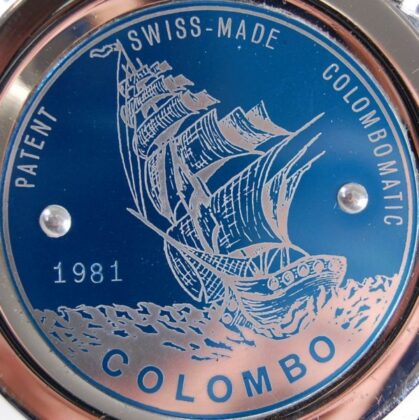 PATENT SWISS-MADE COLOMBOMATIC
1981
COLOMBO